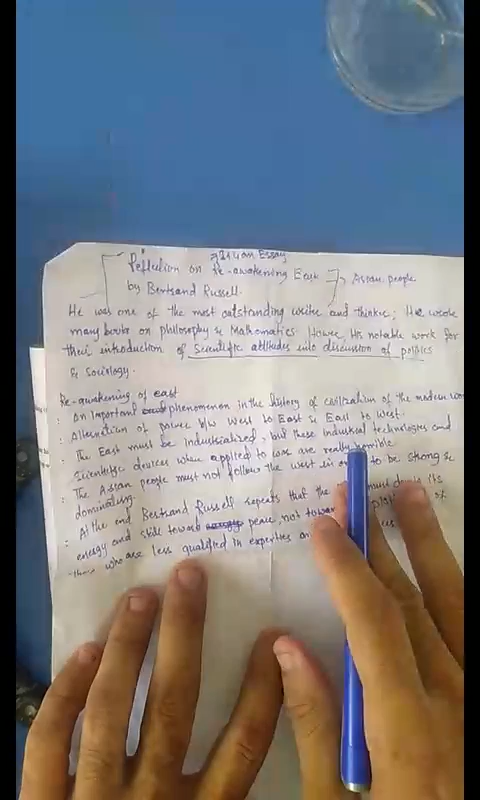 Essay
Reflection on Re-awakening East Asian people
by Bertrand Russell.
He was one of the most outstanding writer and thinker; He wrote
many books on philosophy & Mathematics. His notable work for
their introduction of Scientific attitudes into discussion of politics
& Sociology.
Re-awakening of east
: An Important phenomenon in the history of civilization of the modern
: Alternation of power b/w West to East & East to West.
: The East must be Industrialized, but these Industrial technologies and
Scientific devices when applied to war are really horrible
: The Asian people must not follow the west in to be strong &
dominating.
: At the end Bertrand Russell repeats that the must its
energy and skill toward peace, not of
who are less qualified in experties